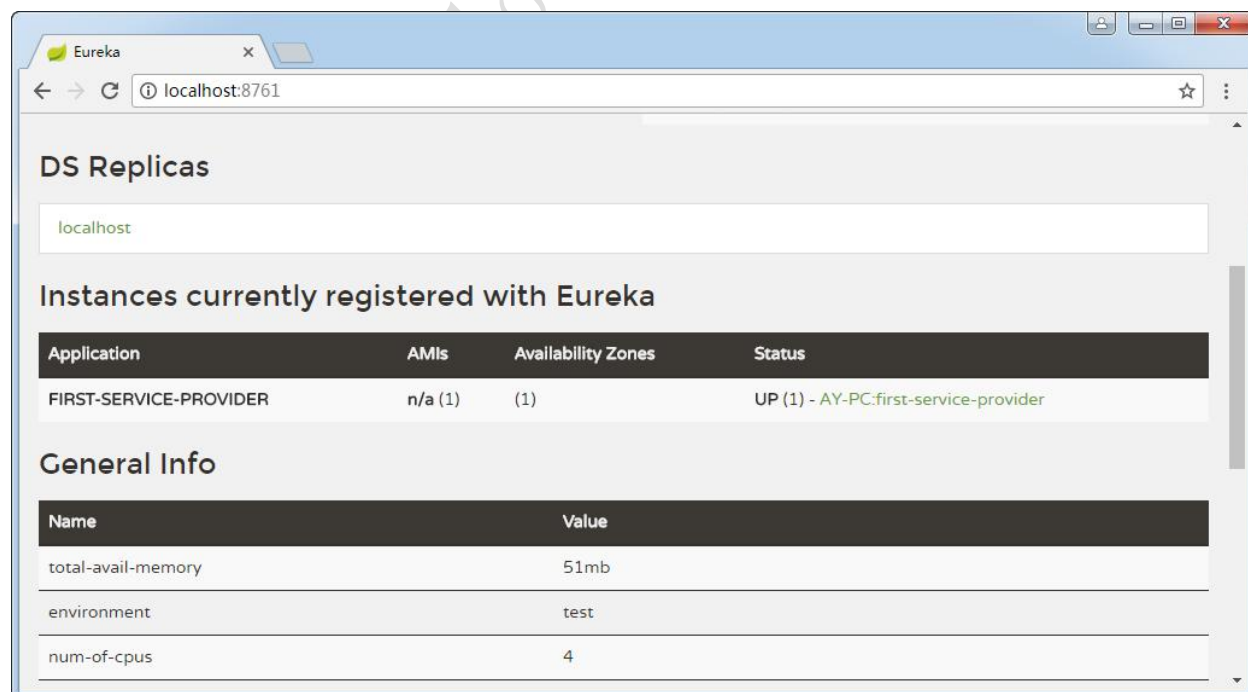 Eureka
localhost:8761
DS Replicas
localhost
Instances currently registered with Eureka
Application AMIs Availability Zones Status
FIRST-SERVICE-PROVIDER n/a (1) (1) UP (1) - AY-PC:first-service-provider
General Info
Name Value
total-avail-memory 51mb
environment test
num-of-cpus 4